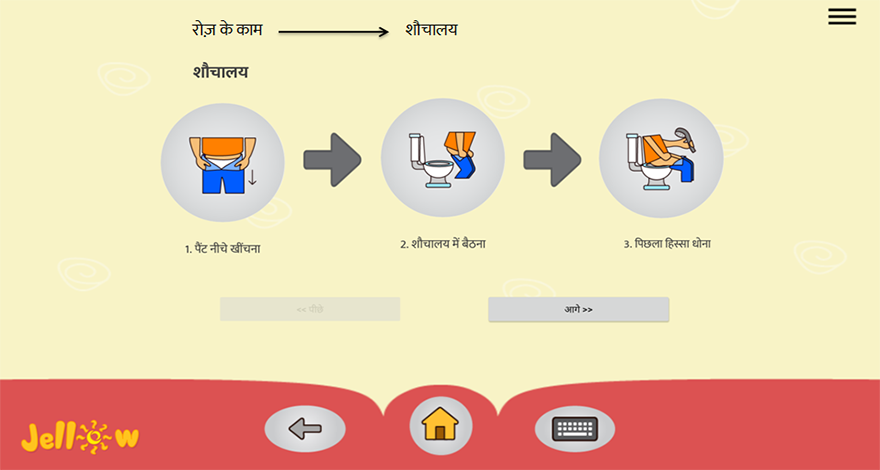 रोज़ के काम
शौचालय
शौचालय
1. पैंट नीचे खींचना
2. शौचालय में बैठना
3. पिछला हिस्सा धोना
<< पीछे
आगे >>
Jellow